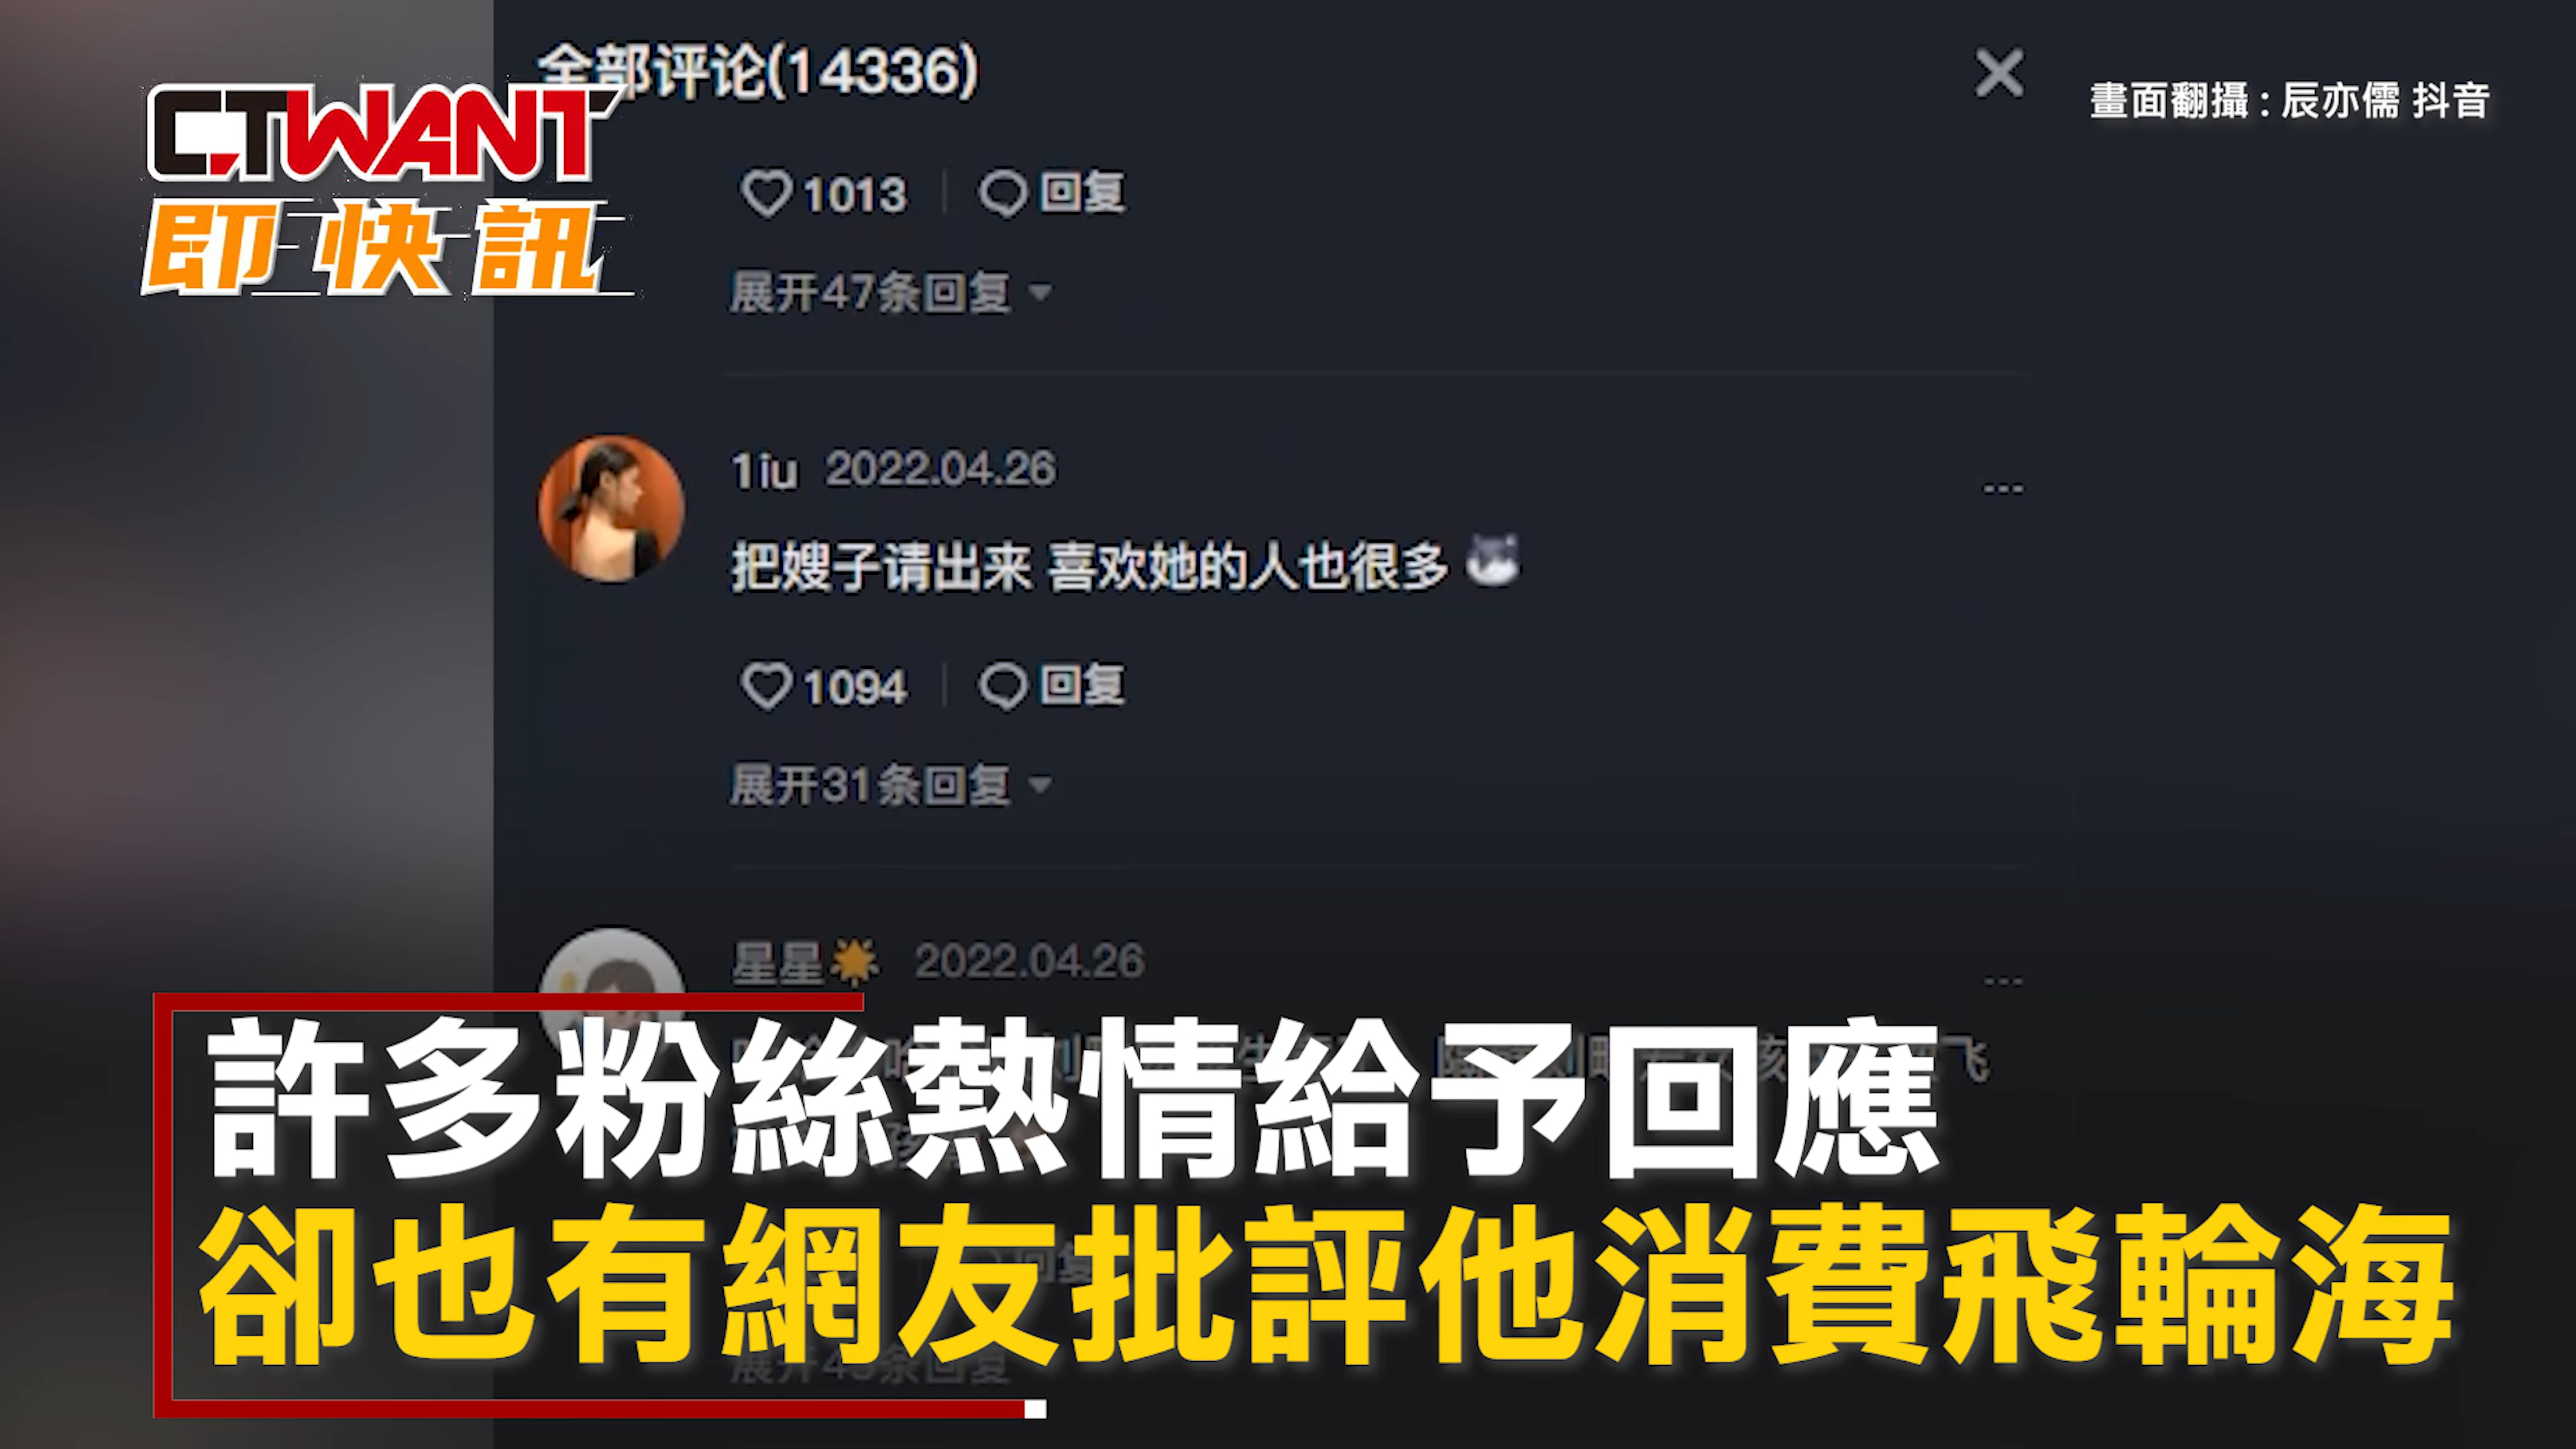 全部评论(14336)
CTWANT
即快訊
畫面翻攝：辰亦儒 抖音
1013 回复
展开47条回复
1iu 2022.04.26
把嫂子请出来 喜欢她的人也很多
1094 回复
展开31条回复
星星 2022.04.26
許多粉絲熱情給予回應
卻也有網友批評他消費飛輪海